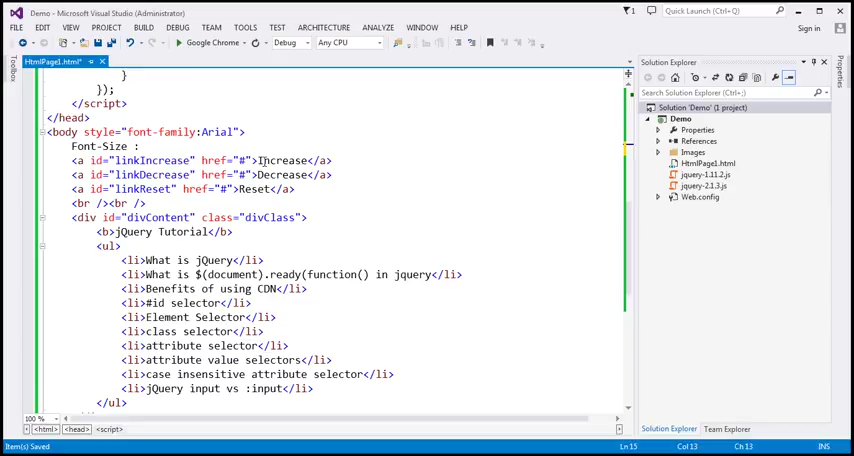 Demo - Microsoft Visual Studio (Administrator)
1
Quick Launch (Ctrl+;)
FILE EDIT VIEW PROJECT BUILD DEBUG TEAM TOOLS TEST ARCHITECTURE ANALYZE WINDOW HELP
Sign in
Google Chrome Debug Any CPU
Toolbox
HtmlPage1.html*
}
});
</script>
</head>
<body style="font-family:Arial">
Font-Size :
<a id="linkIncrease" href="#">Increase</a>
<a id="linkDecrease" href="#">Decrease</a>
<a id="linkReset" href="#">Reset</a>
<br /><br />
<div id="divContent" class="divClass">
<b>jQuery Tutorial</b>
<ul>
<li>What is jQuery</li>
<li>What is $(document).ready(function() in jquery</li>
<li>Benefits of using CDN</li>
<li>#id selector</li>
<li>Element Selector</li>
<li>class selector</li>
<li>attribute selector</li>
<li>attribute value selectors</li>
<li>case insensitive attribute selector</li>
<li>jQuery input vs :input</li>
</ul>
100 %
<html> <head> <script>
Solution Explorer
Search Solution Explorer (Ctrl+;)
Solution 'Demo' (1 project)
Demo
Properties
References
Images
HtmlPage1.html
jquery-1.11.2.js
jquery-2.1.3.js
Web.config
Solution Explorer Team Explorer
Properties
Item(s) Saved
Ln 15 Col 13 Ch 13 INS